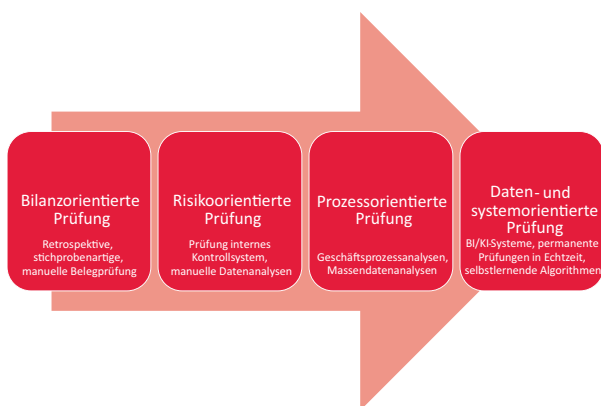 Bilanzorientierte
Prüfung
Retrospektive,
stichprobenartige,
manuelle Belegprüfung
Risikoorientierte
Prüfung
Prüfung internes
Kontrollsystem,
manuelle Datenanalysen
Prozessorientierte
Prüfung
Geschäftsprozessanalysen,
Massendatenanalysen
Daten- und
systemorientierte
Prüfung
BI/KI-Systeme, permanente
Prüfungen in Echtzeit,
selbstlernende Algorithmen